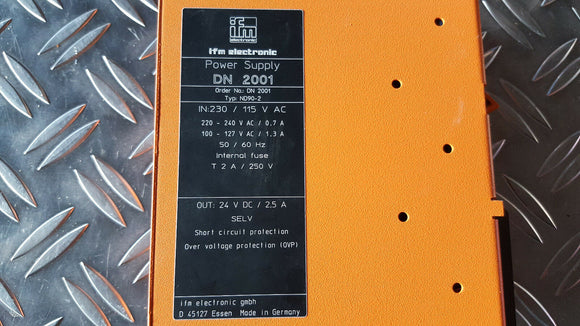 ifm
electronic
ifm electronic
Power Supply
DN 2001
Order No.: DN 2001
Typ: ND90-2
IN:230 / 115 V AC
220 - 240 V AC / 0,7 A
100 - 127 V AC / 1,3 A
50 / 60 Hz
Internal fuse
T 2 A / 250 V
OUT: 24 V DC / 2,5 A
SELV
Short circuit protection
Over voltage protection (OVP)
ifm electronic gmbh
D 45127 Essen Made in Germany